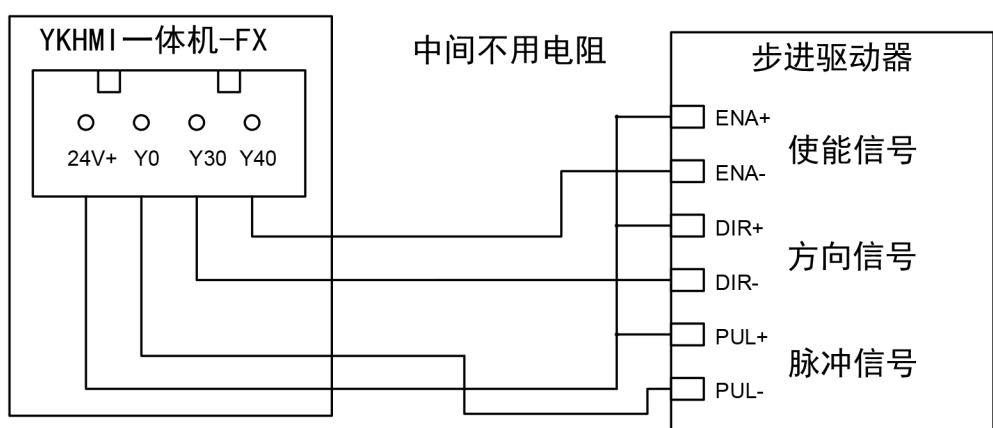 YKHMI一体机-FX
24V+ Y0 Y30 Y40
中间不用电阻
步进驱动器
ENA+
使能信号
ENA-
DIR+
方向信号
DIR-
PUL+
脉冲信号
PUL-